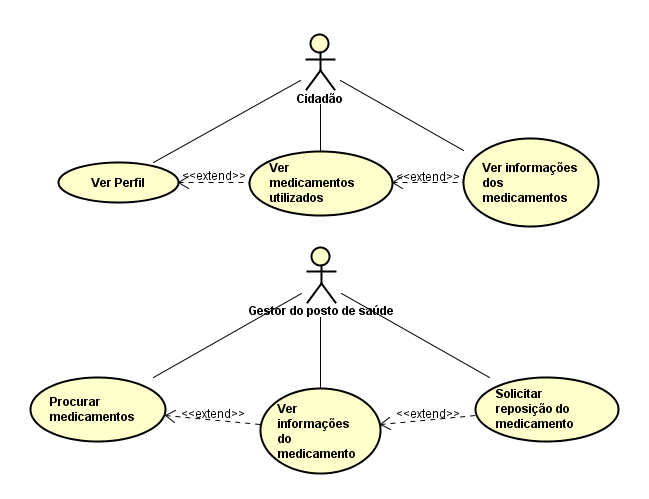 Cidadão
Ver Perfil
<<extend>>
Ver
medicamentos
utilizados
<<extend>>
Ver informações
dos
medicamentos
Gestor do posto de saúde
Procurar
medicamentos
<<extend>>
Ver
informações
do
medicamento
<<extend>>
Solicitar
reposição do
medicamento